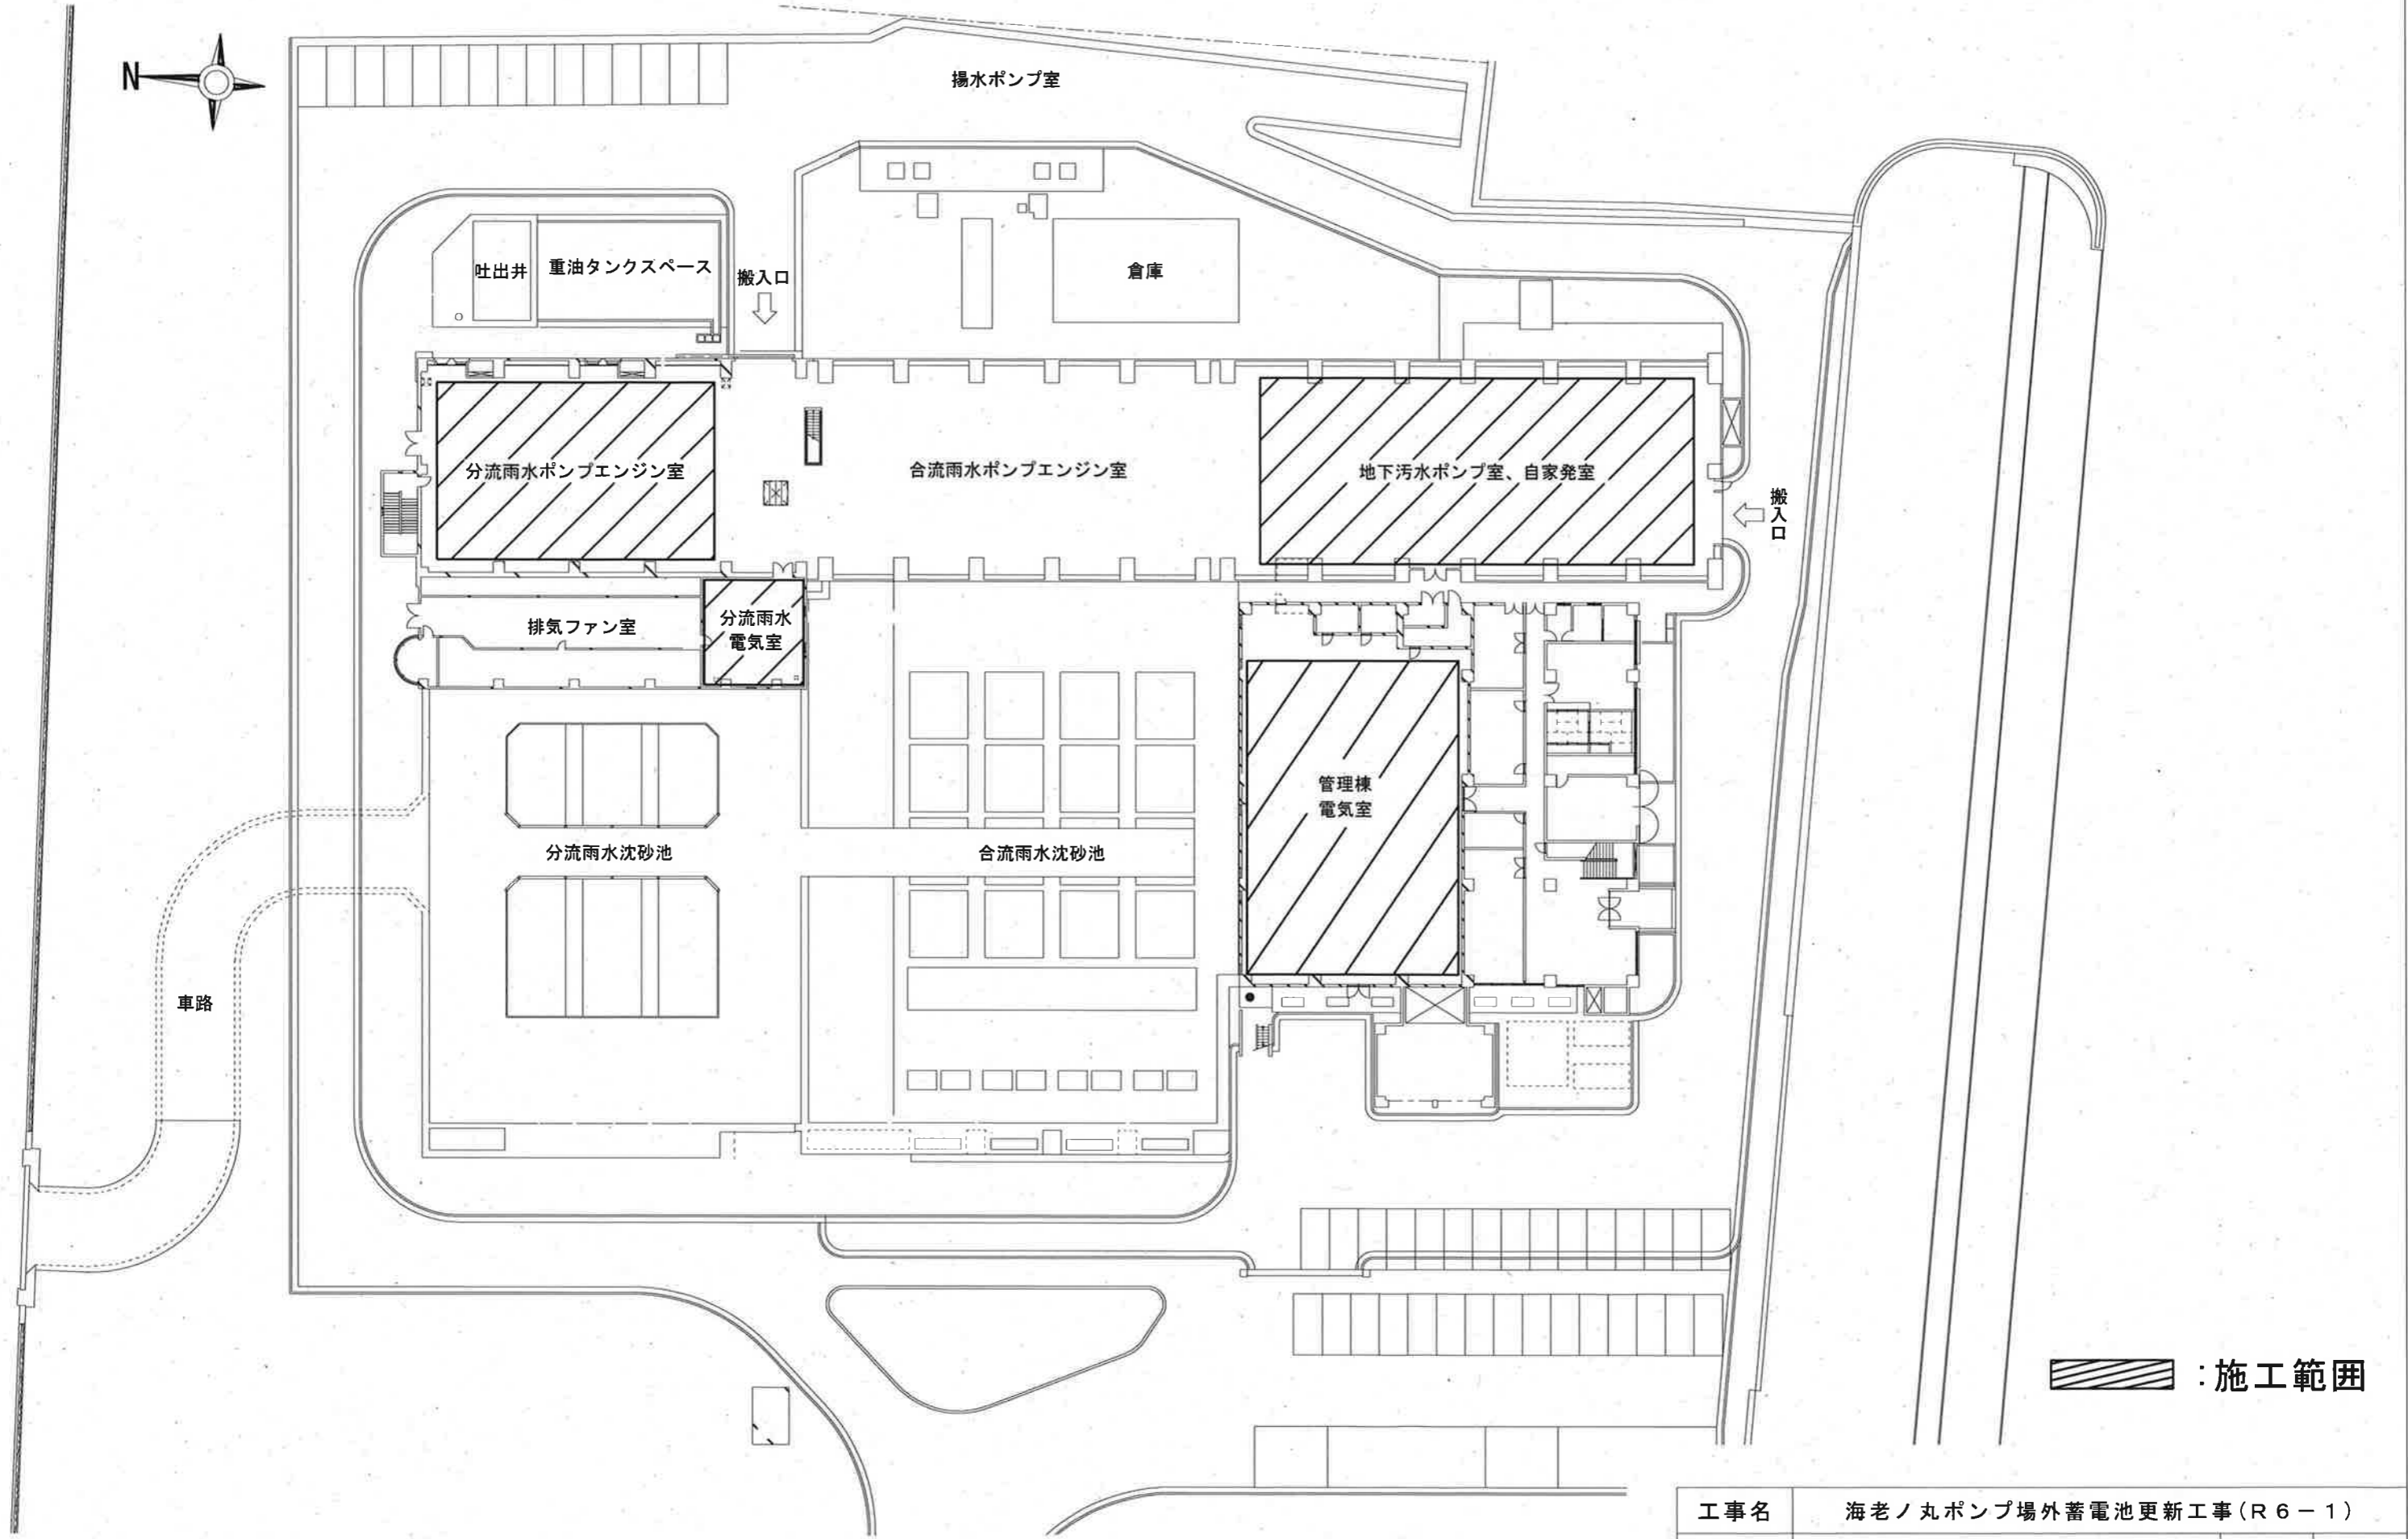 N
揚水ポンプ室
吐出井
重油タンクスペース
搬入口
倉庫
分流雨水ポンプエンジン室
合流雨水ポンプエンジン室
地下汚水ポンプ室、自家発室
搬入口
排気ファン室
分流雨水
電気室
管理棟
電気室
分流雨水沈砂池
合流雨水沈砂池
車路
:施工範囲
工事名
海老ノ丸ポンプ場外蓄電池更新工事(R6-1)